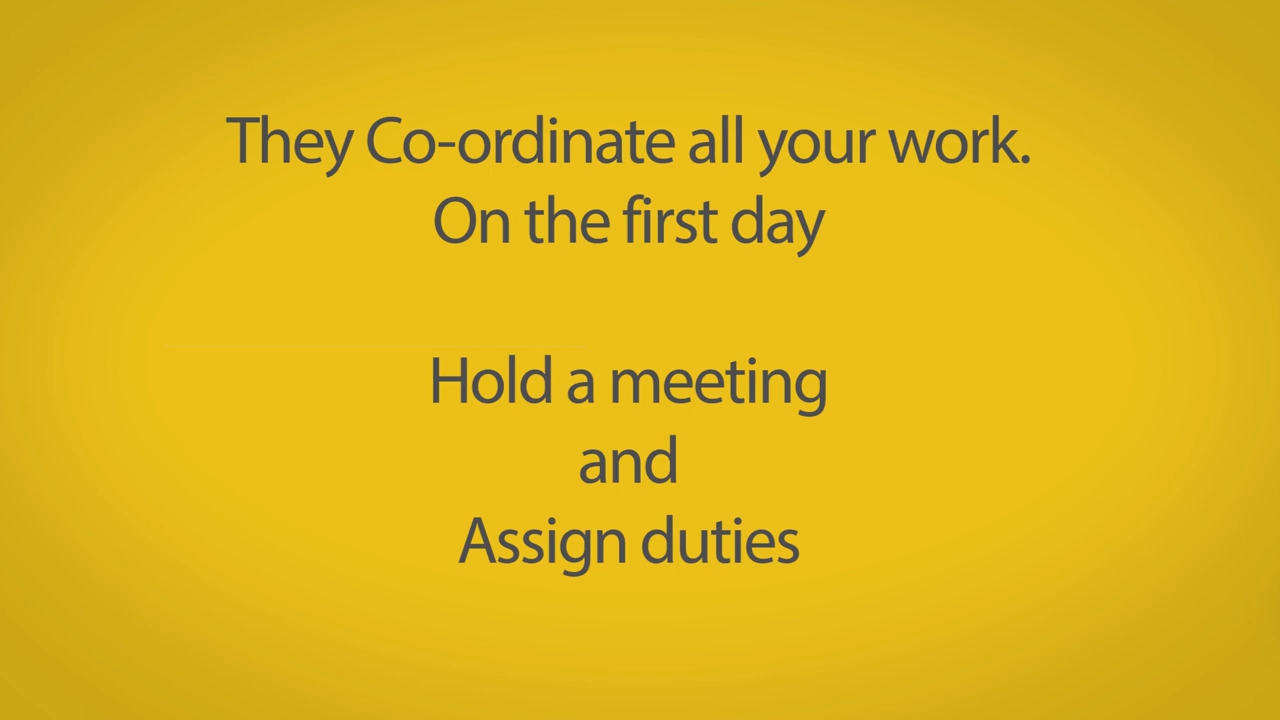 They Co-ordinate all your work.
On the first day
Hold a meeting
and
Assign duties